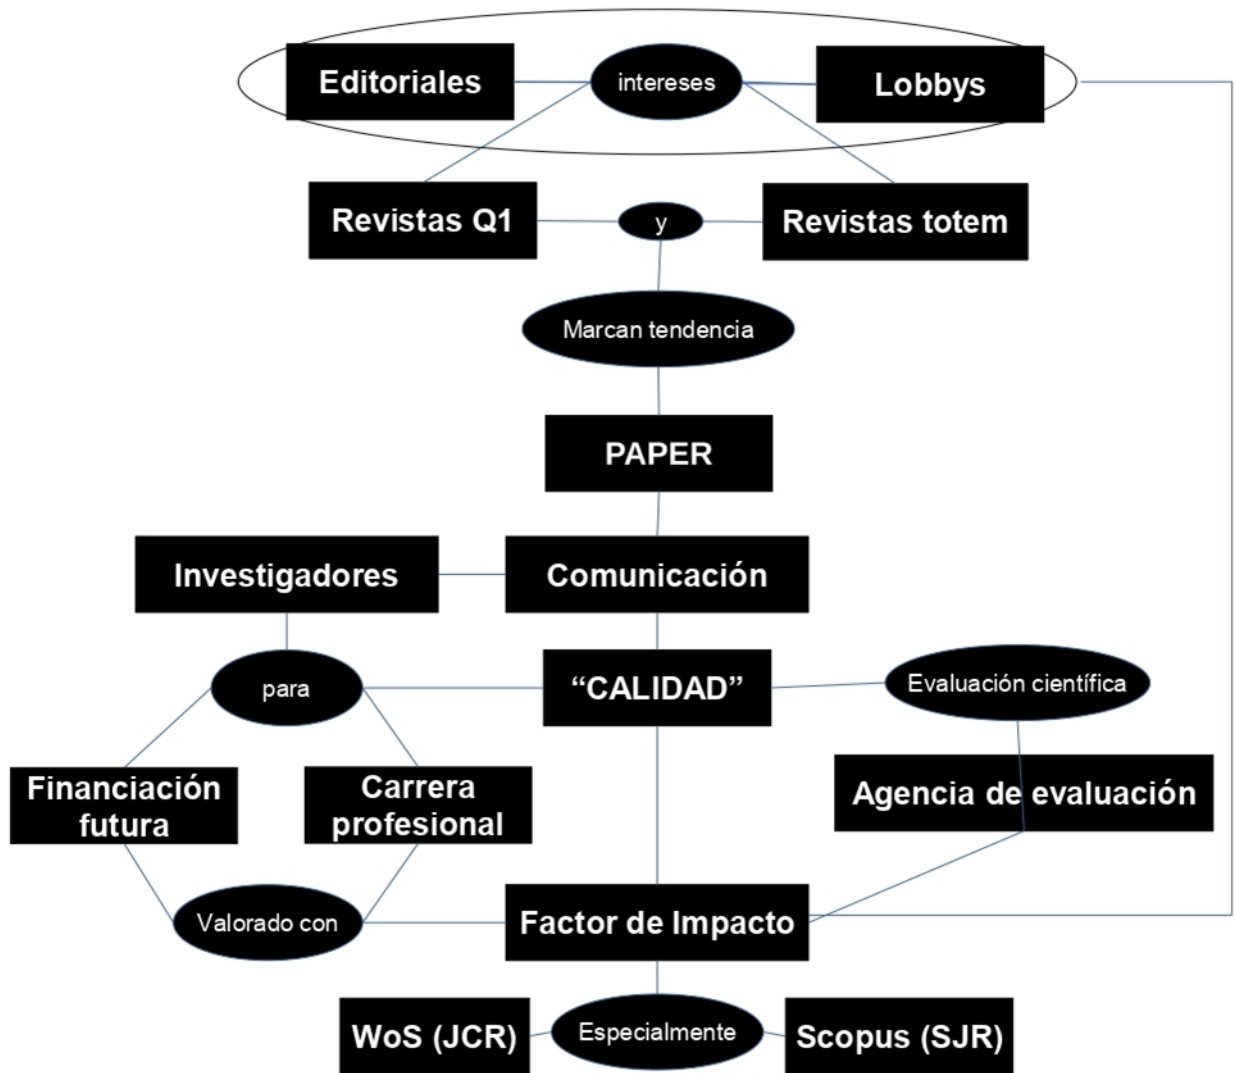 Editoriales
intereses
Lobbys
Revistas Q1
y
Revistas totem
Marcan tendencia
PAPER
Investigadores
Comunicación
para
“CALIDAD”
Evaluación científica
Financiación
futura
Carrera
profesional
Agencia de evaluación
Valorado con
Factor de Impacto
WoS (JCR)
Especialmente
Scopus (SJR)